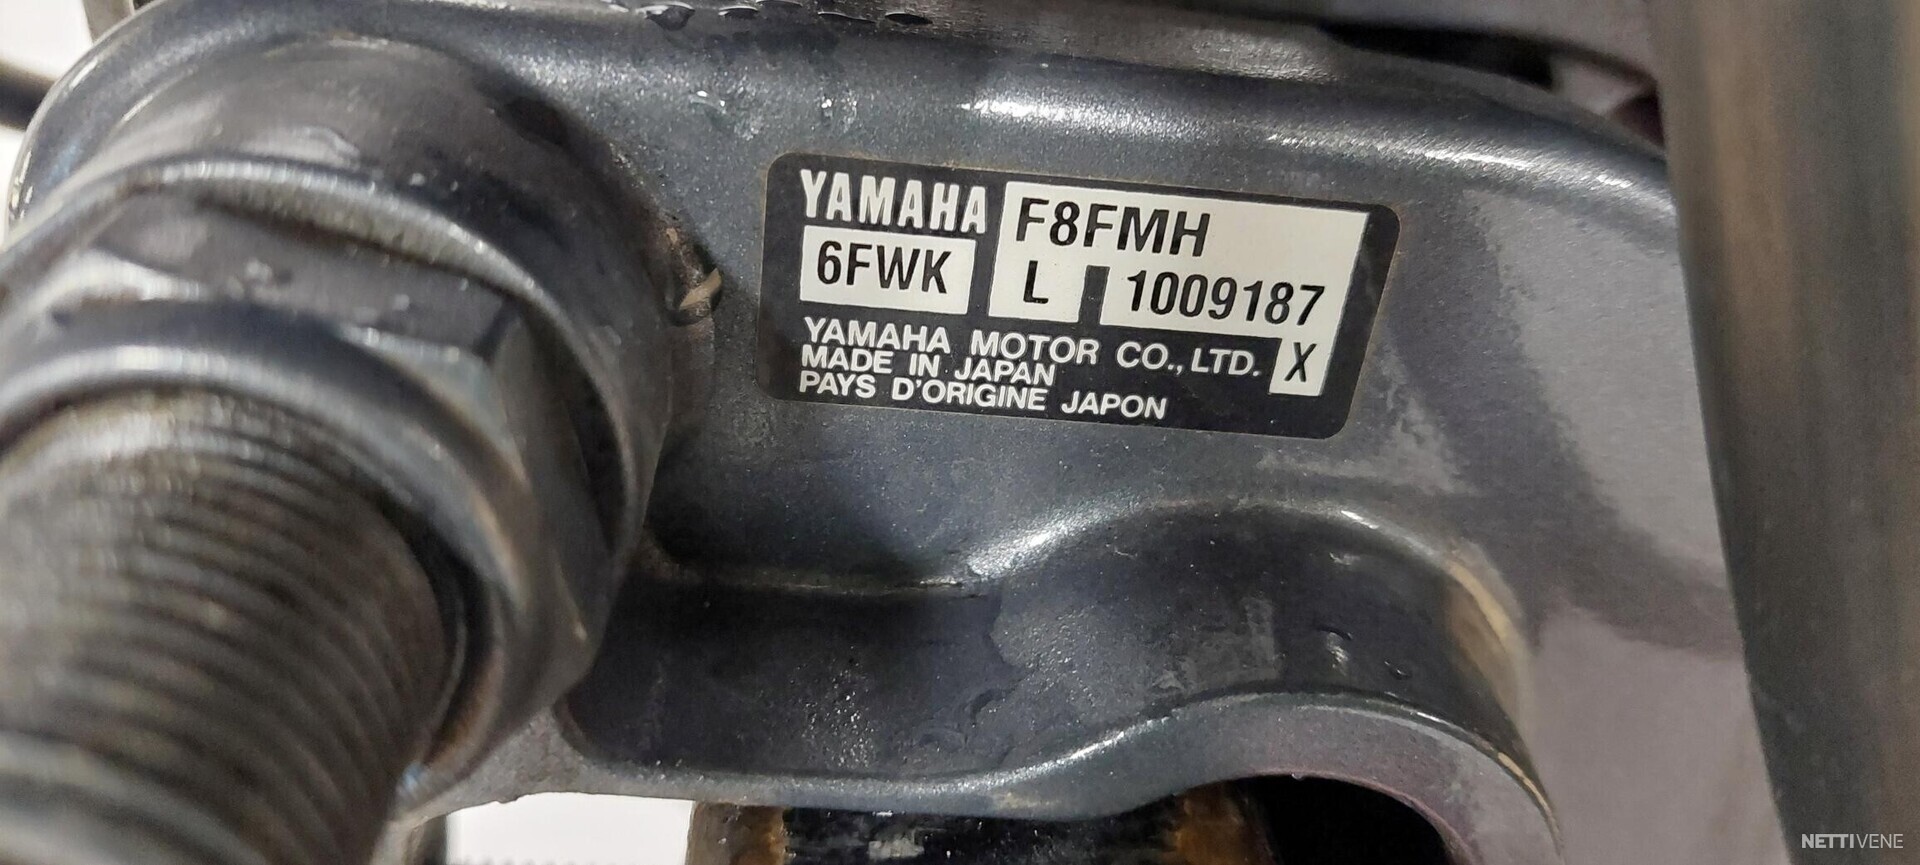 YAMAHA F8FMH
6FWK L 1009187
YAMAHA MOTOR CO., LTD. X
MADE IN JAPAN
PAYS D'ORIGINE JAPON
NETTIVENE